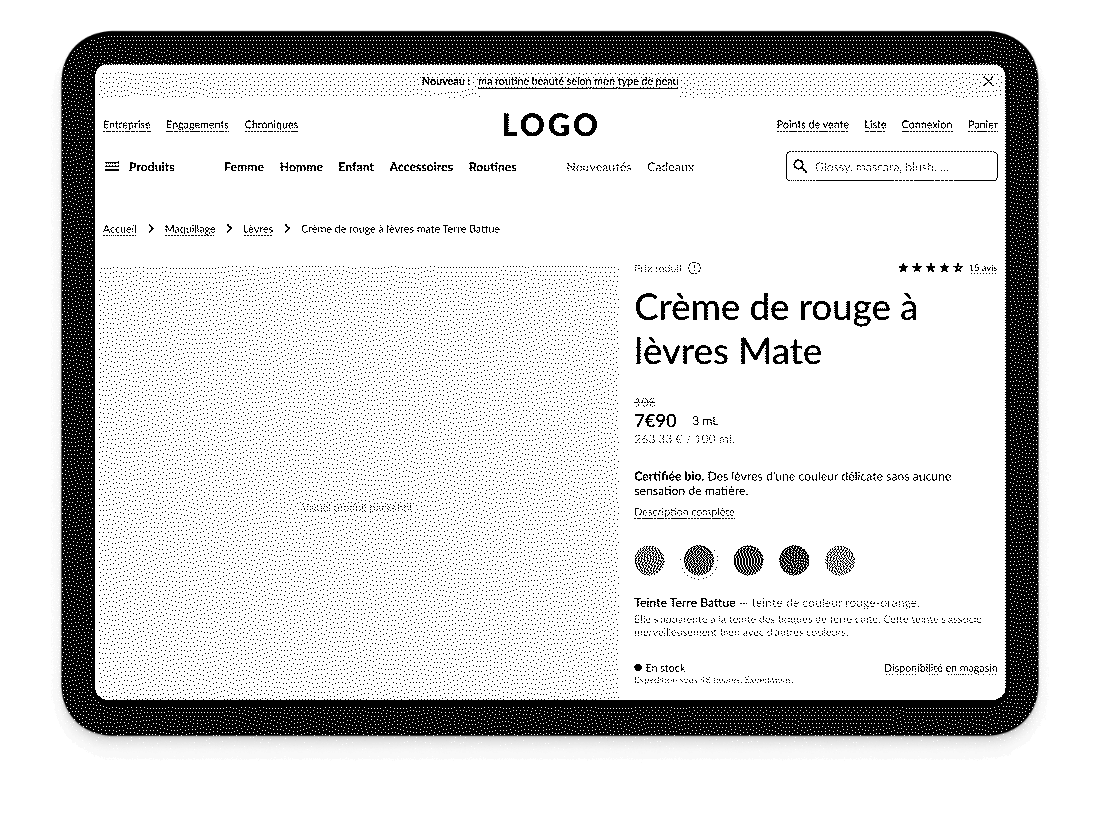 Nouveau : ma routine beauté selon mon type de peau
Entreprise Engagements Chroniques LOGO Points de vente Liste Connexion Panier
Produits Femme Homme Enfant Accessoires Routines Nouveautés Cadeaux Glossy, mascara, blush, ...
Accueil > Maquillage > Lèvres > Crème de rouge à lèvres mate Terre Battue
Prix réduit 15 avis
Crème de rouge à
lèvres Mate
10€
7€90 3 mL
263,33 € / 100 mL
Certifiée bio. Des lèvres d'une couleur délicate sans aucune
sensation de matière.
Description complète
Teinte Terre Battue — teinte de couleur rouge-orange.
Elle s'apparente à la teinte des briques de terre cuite. Cette teinte s'associe
merveilleusement bien avec d'autres couleurs.
En stock Disponibilité en magasin
Expédition sous 48 heures.